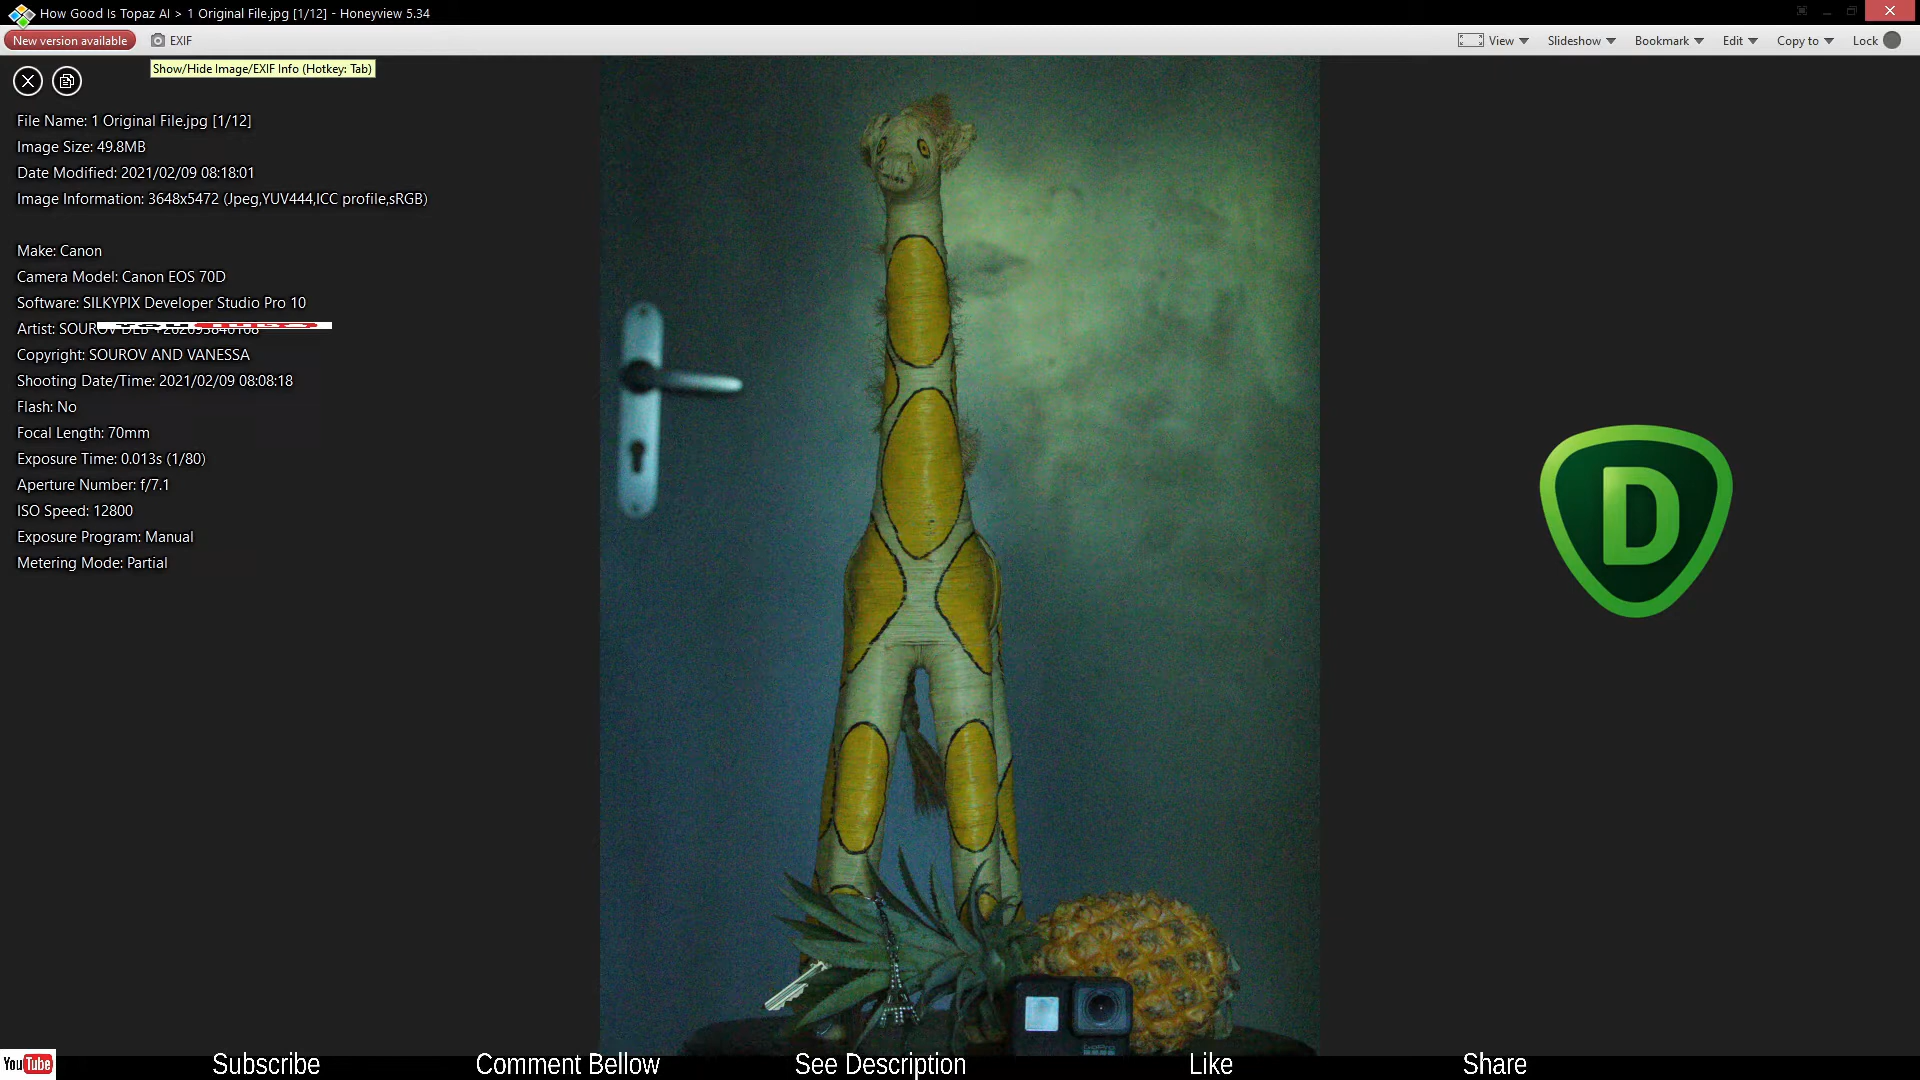 How Good Is Topaz AI > 1 Original File.jpg [1/12] - Honeyview 5.34
New version available
EXIF
View
Slideshow
Bookmark
Edit
Copy to
Lock
Show/Hide Image/EXIF Info (Hotkey: Tab)
File Name: 1 Original File.jpg [1/12]
Image Size: 49.8MB
Date Modified: 2021/02/09 08:18:01
Image Information: 3648x5472 (Jpeg,YUV444,ICC profile,sRGB)
Make: Canon
Camera Model: Canon EOS 70D
Software: SILKYPIX Developer Studio Pro 10
Artist: SOUROV
Copyright: SOUROV AND VANESSA
Shooting Date/Time: 2021/02/09 08:08:18
Flash: No
Focal Length: 70mm
Exposure Time: 0.013s (1/80)
Aperture Number: f/7.1
ISO Speed: 12800
Exposure Program: Manual
Metering Mode: Partial
D
GoPro
YouTube
Subscribe
Comment Bellow
See Description
Like
Share